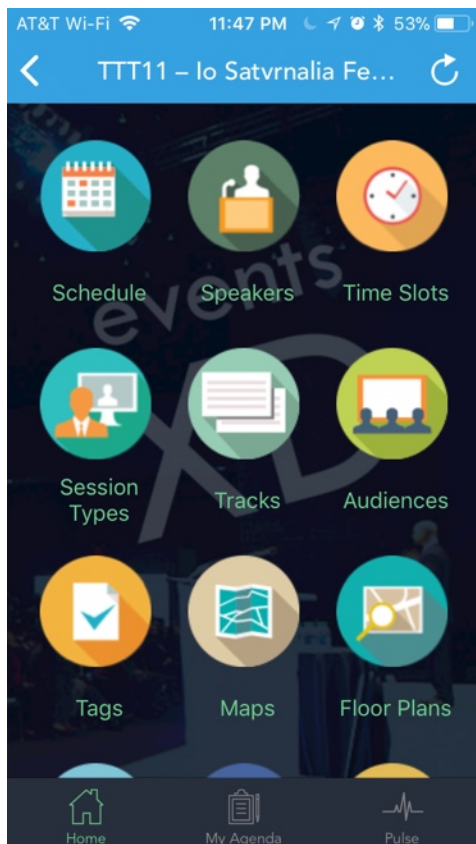 AT&T Wi-Fi 11:47 PM 53%
TTT11 – Io Satvrnalia Fe...
events
XD
Schedule Speakers Time Slots
Session
Types
Tracks Audiences
Tags Maps Floor Plans
Home My Agenda Pulse